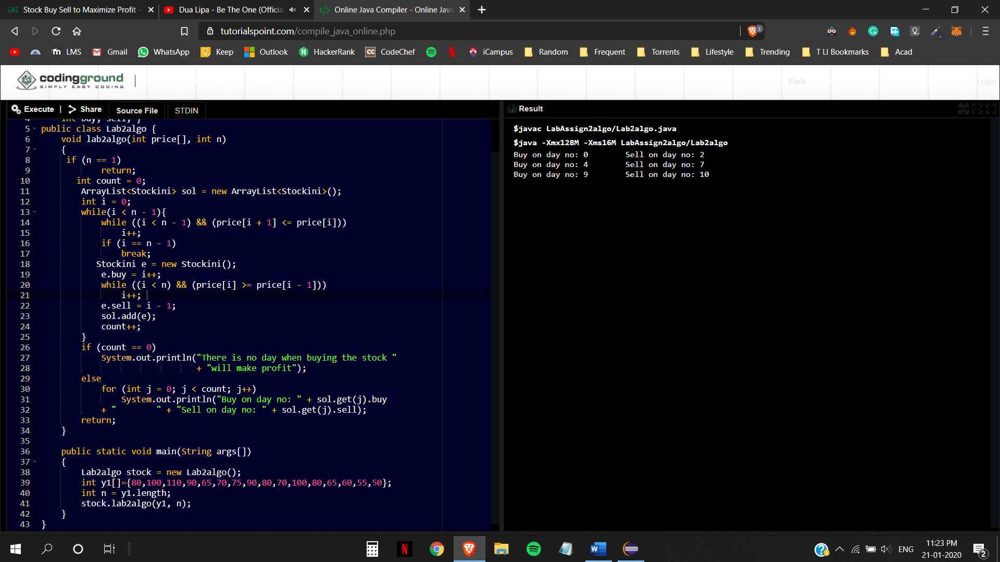 Stock Buy Sell to Maximize Profit -
Dua Lipa - Be The One (Officia
Online Java Compiler - Online Java
tutorialspoint.com/compile_java_online.php
3
LMS Gmail WhatsApp Keep Outlook HackerRank CodeChef iCampus Random Frequent Torrents Lifestyle Trending T LI Bookmarks Acad
codingground
SIMPLY EASY CODING
Fork
Login
Execute | Share Source File STDIN
4 int buy, sell, j
5 public class Lab2algo {
6 void lab2algo(int price[], int n)
7 {
8 if (n == 1)
9 return;
10 int count = 0;
11 ArrayList<Stockini> sol = new ArrayList<Stockini>();
12 int i = 0;
13 while(i < n - 1){
14 while ((i < n - 1) && (price[i + 1] <= price[i]))
15 i++;
16 if (i == n - 1)
17 break;
18 Stockini e = new Stockini();
19 e.buy = i++;
20 while ((i < n) && (price[i] >= price[i - 1]))
21 i++;
22 e.sell = i - 1;
23 sol.add(e);
24 count++;
25 }
26 if (count == 0)
27 System.out.println("There is no day when buying the stock "
28 + "will make profit");
29 else
30 for (int j = 0; j < count; j++)
31 System.out.println("Buy on day no: " + sol.get(j).buy
32 + "        " + "Sell on day no: " + sol.get(j).sell);
33 return;
34 }
35
36 public static void main(String args[])
37 {
38 Lab2algo stock = new Lab2algo();
39 int y1[]={80,100,110,90,65,70,75,90,80,70,100,80,65,60,55,50};
40 int n = y1.length;
41 stock.lab2algo(y1, n);
42 }
43 }
Result
$javac LabAssign2algo/Lab2algo.java
$java -Xmx128M -Xms16M LabAssign2algo/Lab2algo
Buy on day no: 0 Sell on day no: 2
Buy on day no: 4 Sell on day no: 7
Buy on day no: 9 Sell on day no: 10
ENG
11:23 PM
21-01-2020
2